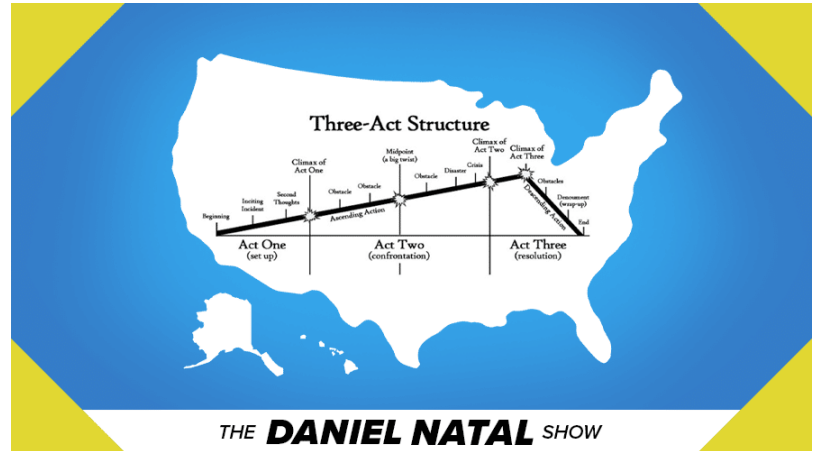 Three-Act Structure
Climax of
Act One
Midpoint
(a big twist)
Climax of
Act Two
Climax of
Act Three
Beginning
Inciting
Incident
Second
Thoughts
Obstacle
Obstacle
Ascending Action
Obstacle
Disaster
Crisis
Obstacles
Descending Action
Denoument
(wrap-up)
End
Act One
(set up)
Act Two
(confrontation)
Act Three
(resolution)
THE DANIEL NATAL SHOW